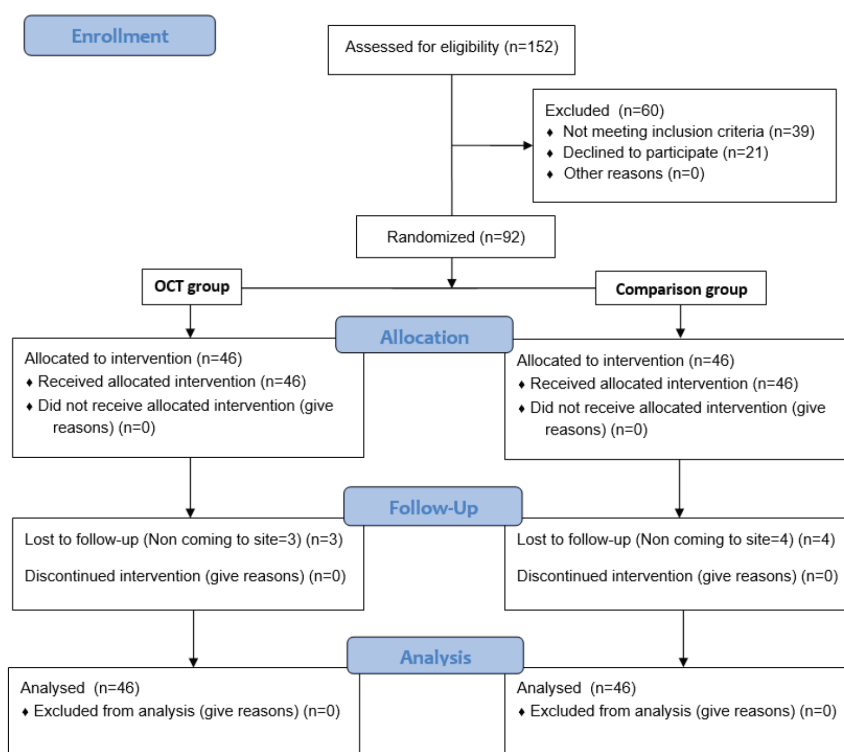 Enrollment
Assessed for eligibility (n=152)
Excluded (n=60)
♦ Not meeting inclusion criteria (n=39)
♦ Declined to participate (n=21)
♦ Other reasons (n=0)
Randomized (n=92)
OCT group
Comparison group
Allocation
Allocated to intervention (n=46)
♦ Received allocated intervention (n=46)
♦ Did not receive allocated intervention (give
reasons) (n=0)
Allocated to intervention (n=46)
♦ Received allocated intervention (n=46)
♦ Did not receive allocated intervention (give
reasons) (n=0)
Follow-Up
Lost to follow-up (Non coming to site=3) (n=3)
Discontinued intervention (give reasons) (n=0)
Lost to follow-up (Non coming to site=4) (n=4)
Discontinued intervention (give reasons) (n=0)
Analysis
Analysed (n=46)
♦ Excluded from analysis (give reasons) (n=0)
Analysed (n=46)
♦ Excluded from analysis (give reasons) (n=0)